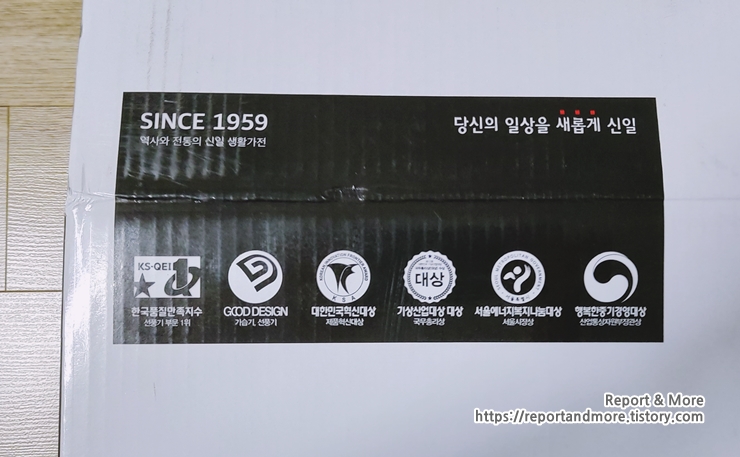 SINCE 1959
역사와 전통의 신일 생활가전
당신의 일상을 새롭게 신일
KS-QEI 1
한국품질만족지수
선풍기 부문 1위
GOOD DESIGN
가습기, 선풍기
KSA
대한민국혁신대상
제품혁신대상
대상
기상산업대상 대상
국무총리상
서울에너지복지나눔대상
서울시장상
행복한중기경영대상
산업통상자원부장관상
Report & More
https://reportandmore.tistory.com